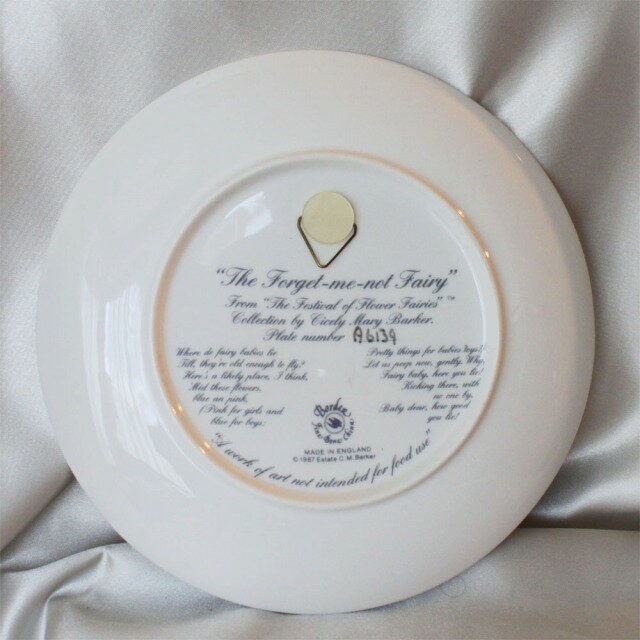 "The Forget-me-not Fairy"
From "The Festival of Flower Fairies" ™
Collection by Cicely Mary Barker.
Plate number A6139
Where do fairy babies lie
Till they're old enough to fly?
Here's a likely place, I think,
'Mid these flowers,
blue an pink,
(Pink for girls and
blue for boys:
Pretty things for babies' toys!)
Let us peep now, gently. Why,
Fairy baby, here you lie!
Kicking there, with
no one by,
Baby dear, how good
you lie!
Barker
Fine Bone China
MADE IN ENGLAND
© 1987 Estate C.M. Barker
"A work of art not intended for food use"